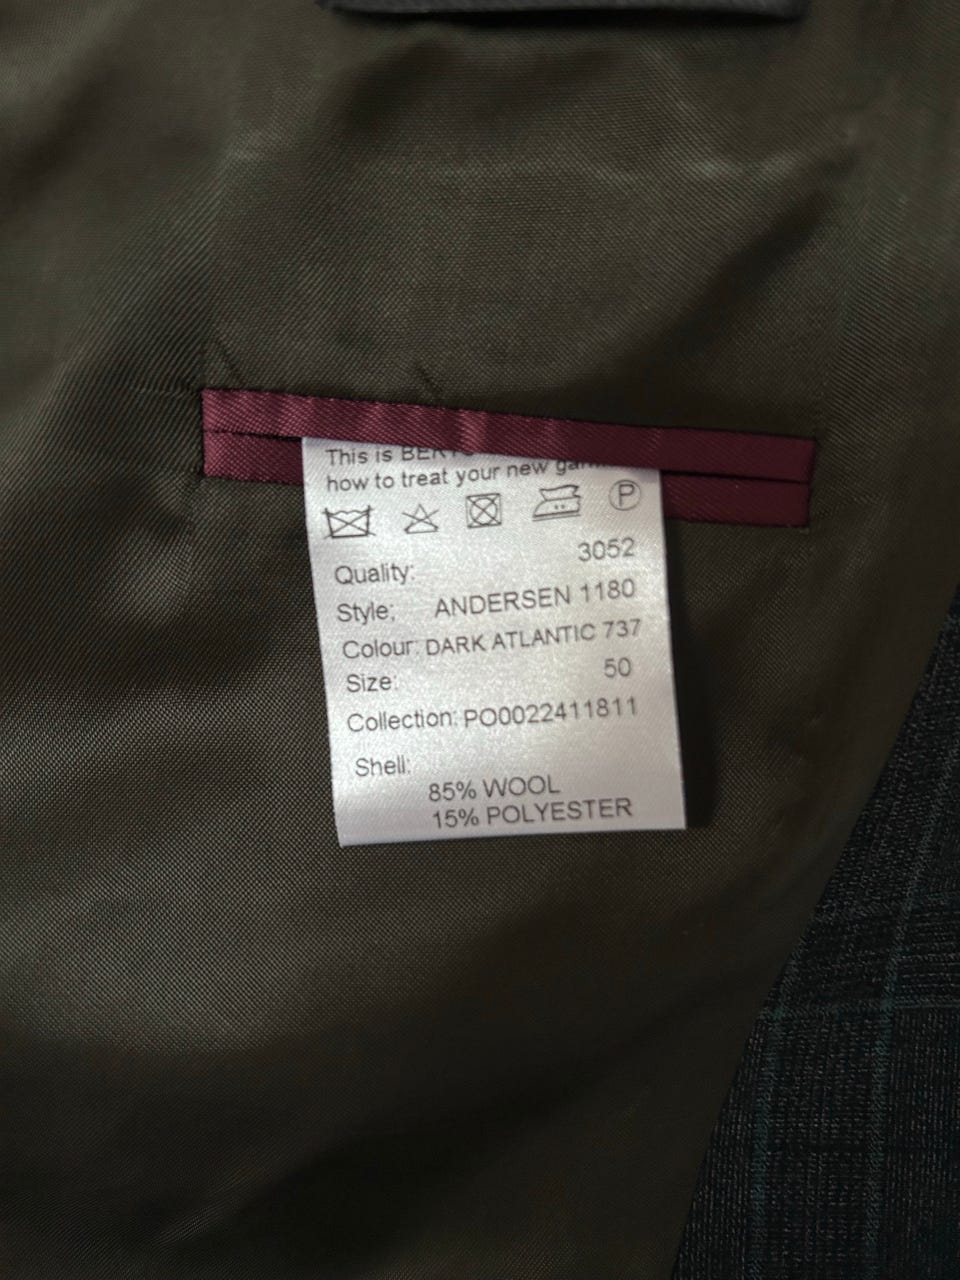 This is
how to treat your new
P
Quality: 3052
Style; ANDERSEN 1180
Colour: DARK ATLANTIC 737
Size: 50
Collection: PO0022411811
Shell:
85% WOOL
15% POLYESTER